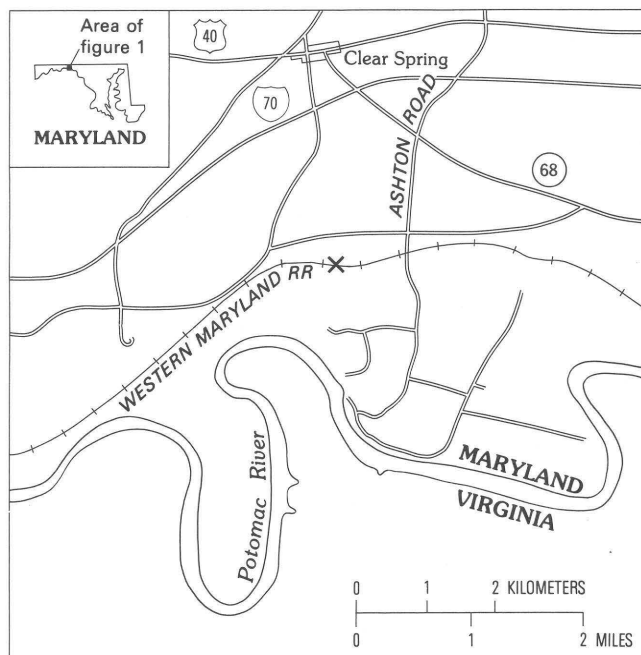 Area of
figure 1
MARYLAND
40
Clear Spring
70
ASHTON ROAD
68
WESTERN MARYLAND RR
Potomac River
MARYLAND
VIRGINIA
0 1 2 KILOMETERS
0 1 2 MILES